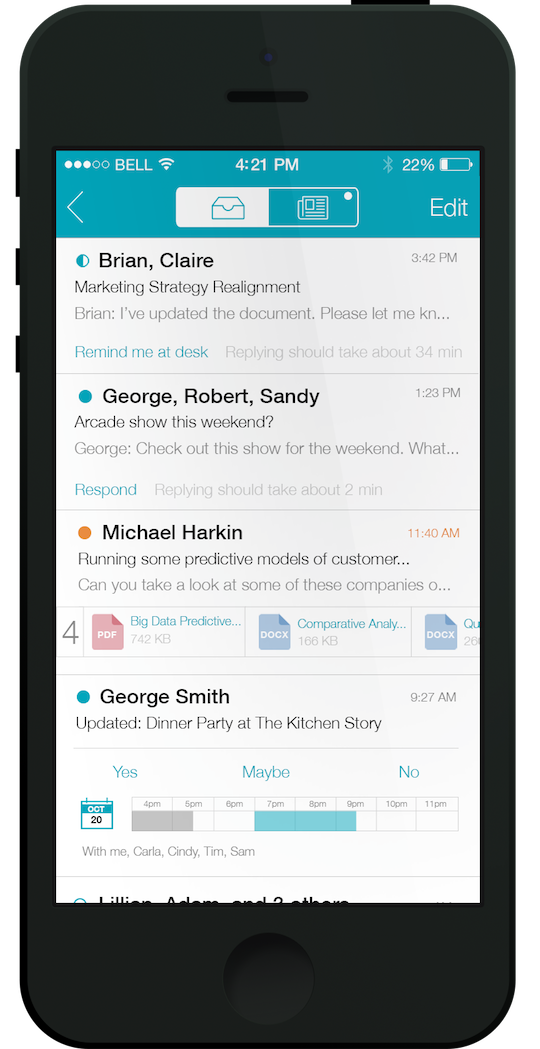 BELL 4:21 PM 22%
Edit
Brian, Claire 3:42 PM
Marketing Strategy Realignment
Brian: I've updated the document. Please let me kn...
Remind me at desk Replying should take about 34 min
George, Robert, Sandy 1:23 PM
Arcade show this weekend?
George: Check out this show for the weekend. What...
Respond Replying should take about 2 min
Michael Harkin 11:40 AM
Running some predictive models of customer...
Can you take a look at some of these companies o...
4 PDF Big Data Predictive... DOCX Comparative Analy... DOCX Qu
742 KB 166 KB 26
George Smith 9:27 AM
Updated: Dinner Party at The Kitchen Story
Yes Maybe No
OCT 4pm 5pm 6pm 7pm 8pm 9pm 10pm 11pm
20
With me, Carla, Cindy, Tim, Sam
Lillian, Adam, and 3 others